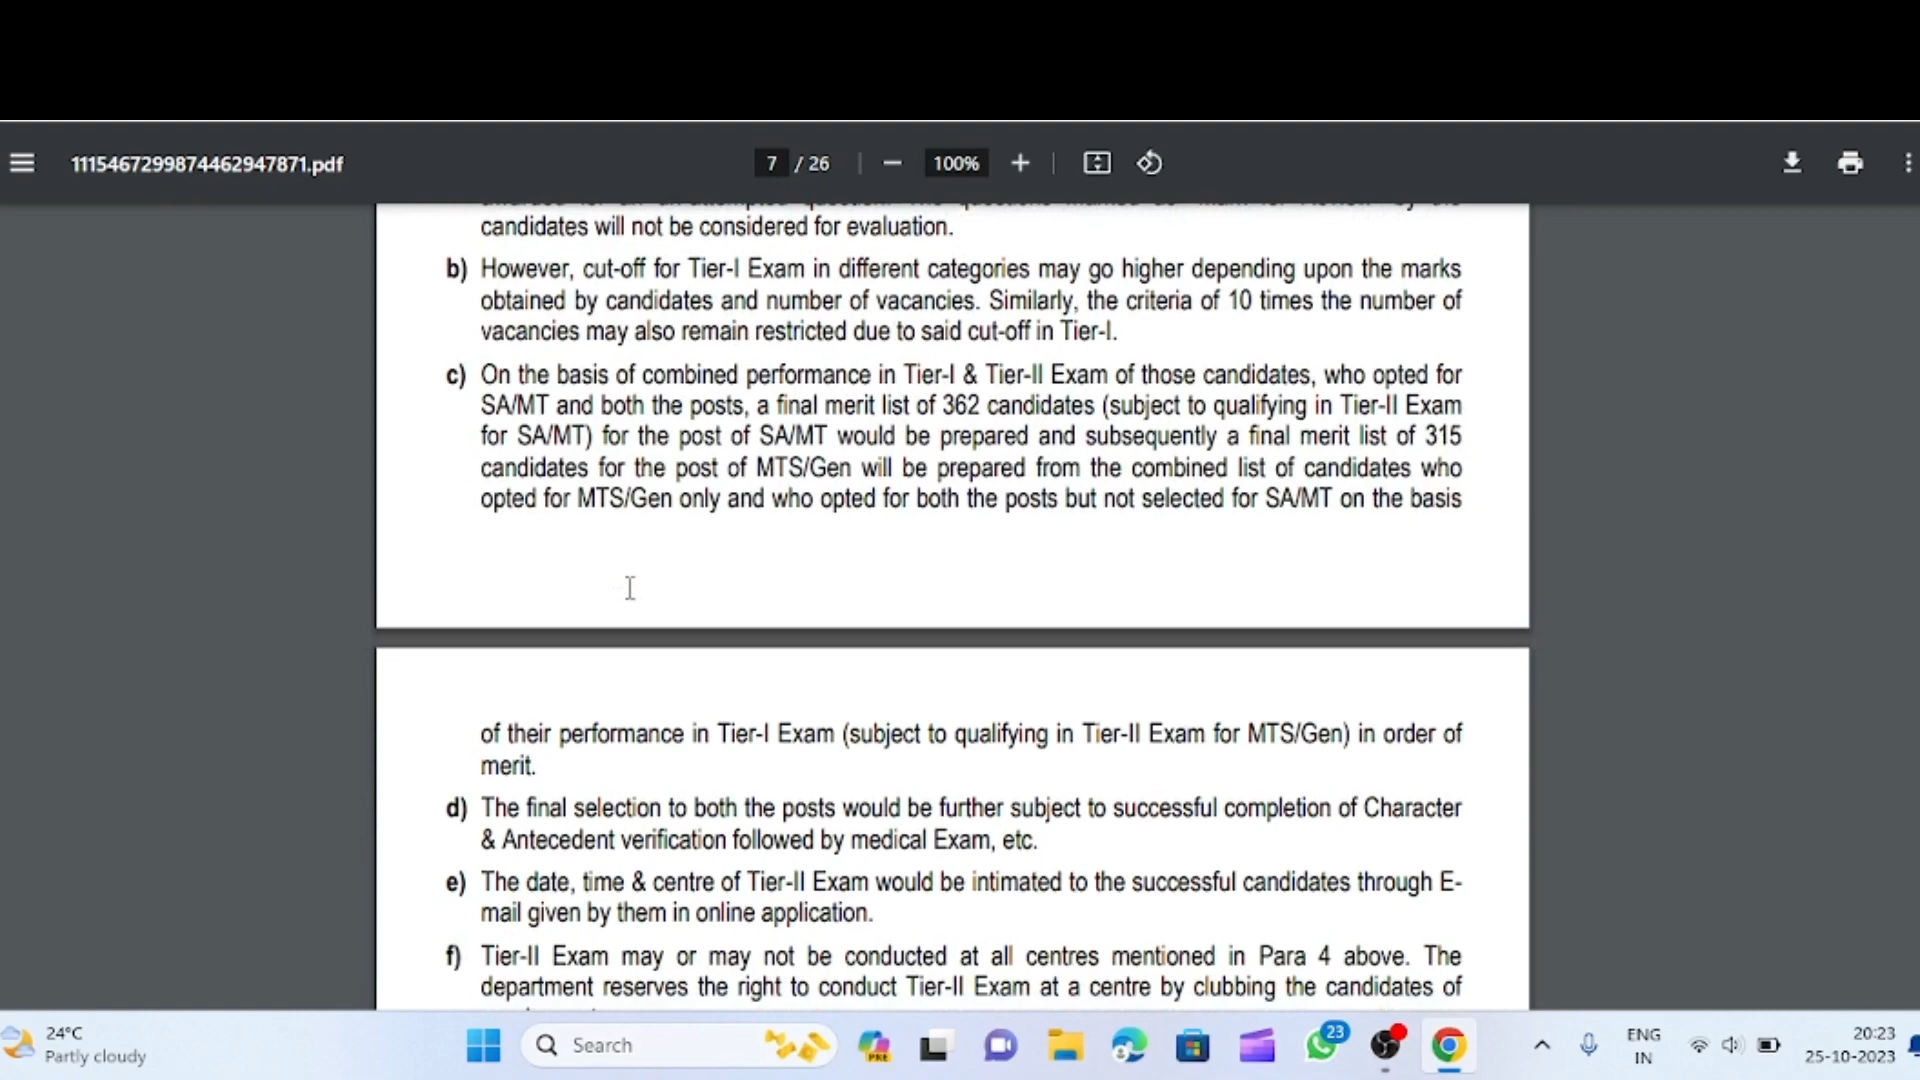 1115467299874462947871.pdf
7 / 26
100%
candidates will not be considered for evaluation.
b) However, cut-off for Tier-I Exam in different categories may go higher depending upon the marks
obtained by candidates and number of vacancies. Similarly, the criteria of 10 times the number of
vacancies may also remain restricted due to said cut-off in Tier-I.
c) On the basis of combined performance in Tier-I & Tier-II Exam of those candidates, who opted for
SA/MT and both the posts, a final merit list of 362 candidates (subject to qualifying in Tier-II Exam
for SA/MT) for the post of SA/MT would be prepared and subsequently a final merit list of 315
candidates for the post of MTS/Gen will be prepared from the combined list of candidates who
opted for MTS/Gen only and who opted for both the posts but not selected for SA/MT on the basis
of their performance in Tier-I Exam (subject to qualifying in Tier-II Exam for MTS/Gen) in order of
merit.
d) The final selection to both the posts would be further subject to successful completion of Character
& Antecedent verification followed by medical Exam, etc.
e) The date, time & centre of Tier-II Exam would be intimated to the successful candidates through E-
mail given by them in online application.
f) Tier-II Exam may or may not be conducted at all centres mentioned in Para 4 above. The
department reserves the right to conduct Tier-II Exam at a centre by clubbing the candidates of
24°C
Partly cloudy
Search
PRE
23
ENG
IN
20:23
25-10-2023